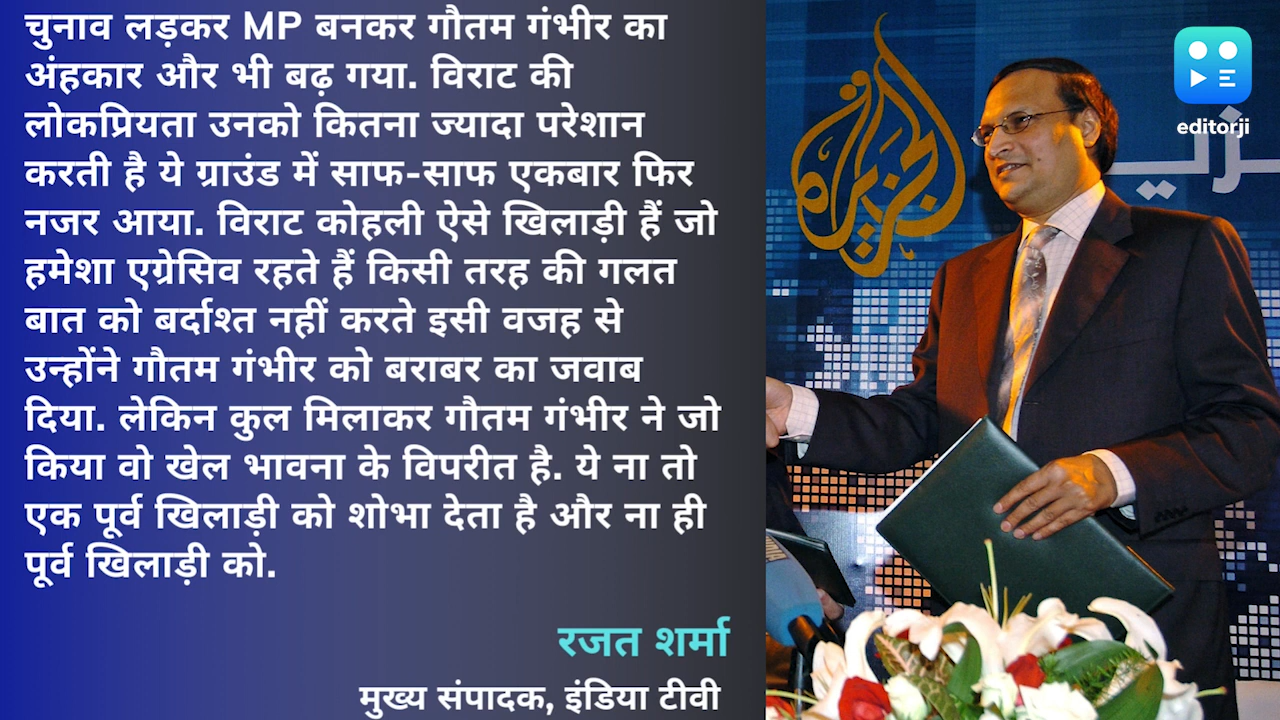 चुनाव लड़कर MP बनकर गौतम गंभीर का
अंहकार और भी बढ़ गया. विराट की
लोकप्रियता उनको कितना ज्यादा परेशान
करती है ये ग्राउंड में साफ-साफ एकबार फिर
नजर आया. विराट कोहली ऐसे खिलाड़ी हैं जो
हमेशा एग्रेसिव रहते हैं किसी तरह की गलत
बात को बर्दाश्त नहीं करते इसी वजह से
उन्होंने गौतम गंभीर को बराबर का जवाब
दिया. लेकिन कुल मिलाकर गौतम गंभीर ने जो
किया वो खेल भावना के विपरीत है. ये ना तो
एक पूर्व खिलाड़ी को शोभा देता है और ना ही
पूर्व खिलाड़ी को.
रजत शर्मा
मुख्य संपादक, इंडिया टीवी
editorji
الجزيرة